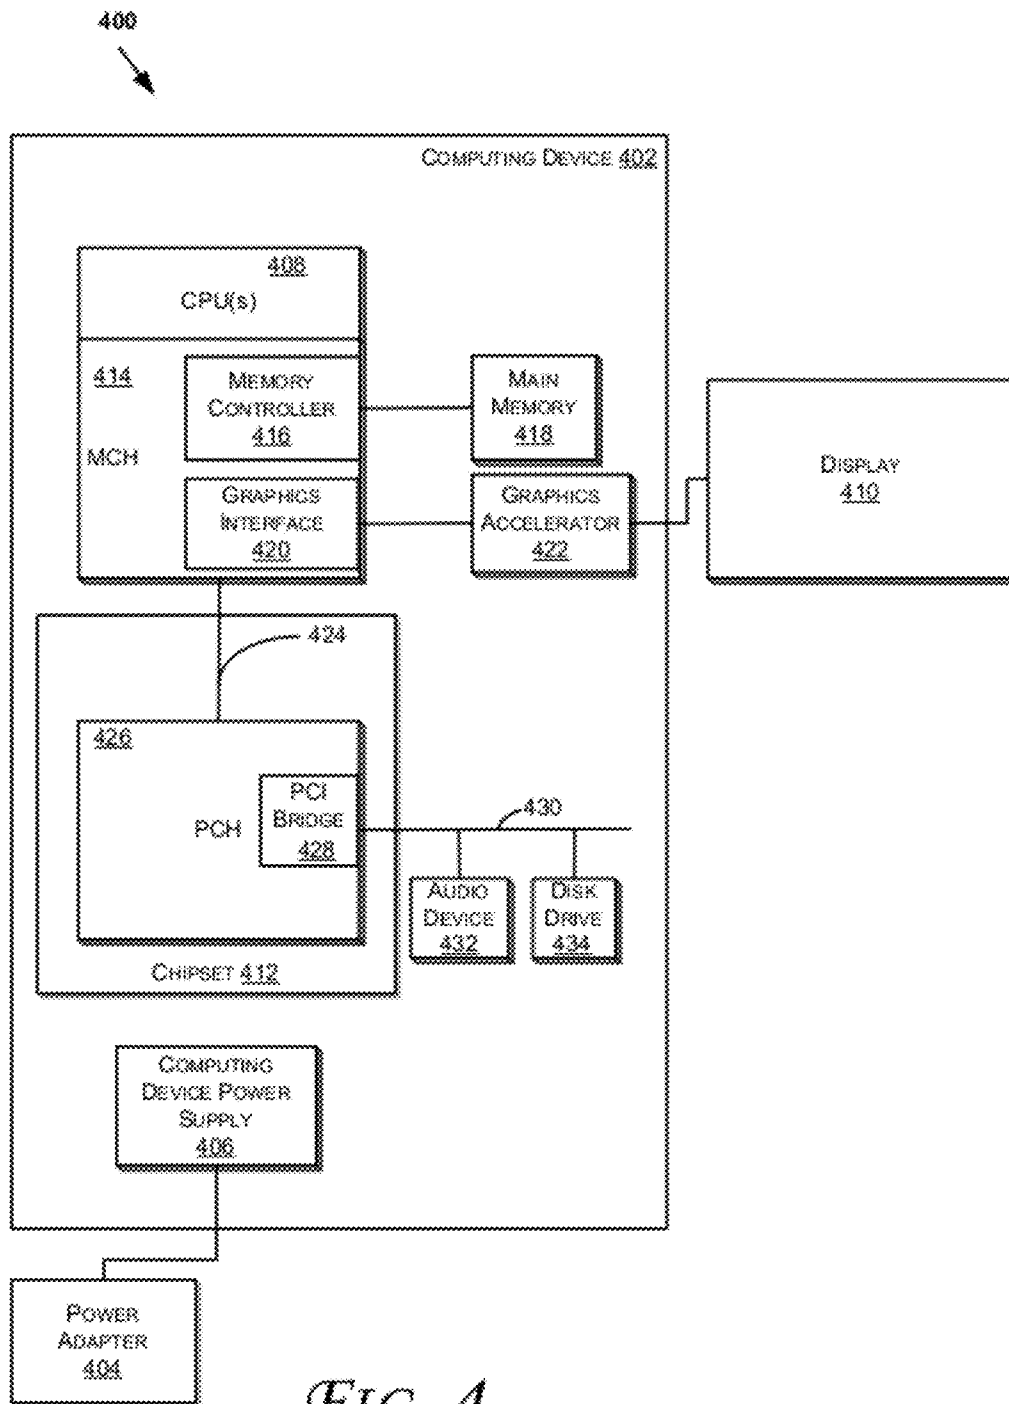 400
COMPUTING DEVICE 402
408
CPU(s)
414
MCH
MEMORY
CONTROLLER
416
MAIN
MEMORY
418
GRAPHICS
INTERFACE
420
GRAPHICS
ACCELERATOR
422
DISPLAY
410
424
426
PCH
PCI
BRIDGE
428
430
AUDIO
DEVICE
432
DISK
DRIVE
434
CHIPSET 412
COMPUTING
DEVICE POWER
SUPPLY
406
POWER
ADAPTER
404
FIG. 4